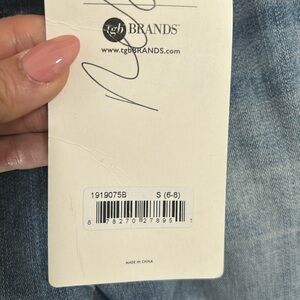 tgb BRANDS
www.tgbBRANDS.com
1919075B S (6-8)
8 78270 27895 1
MADE IN CHINA